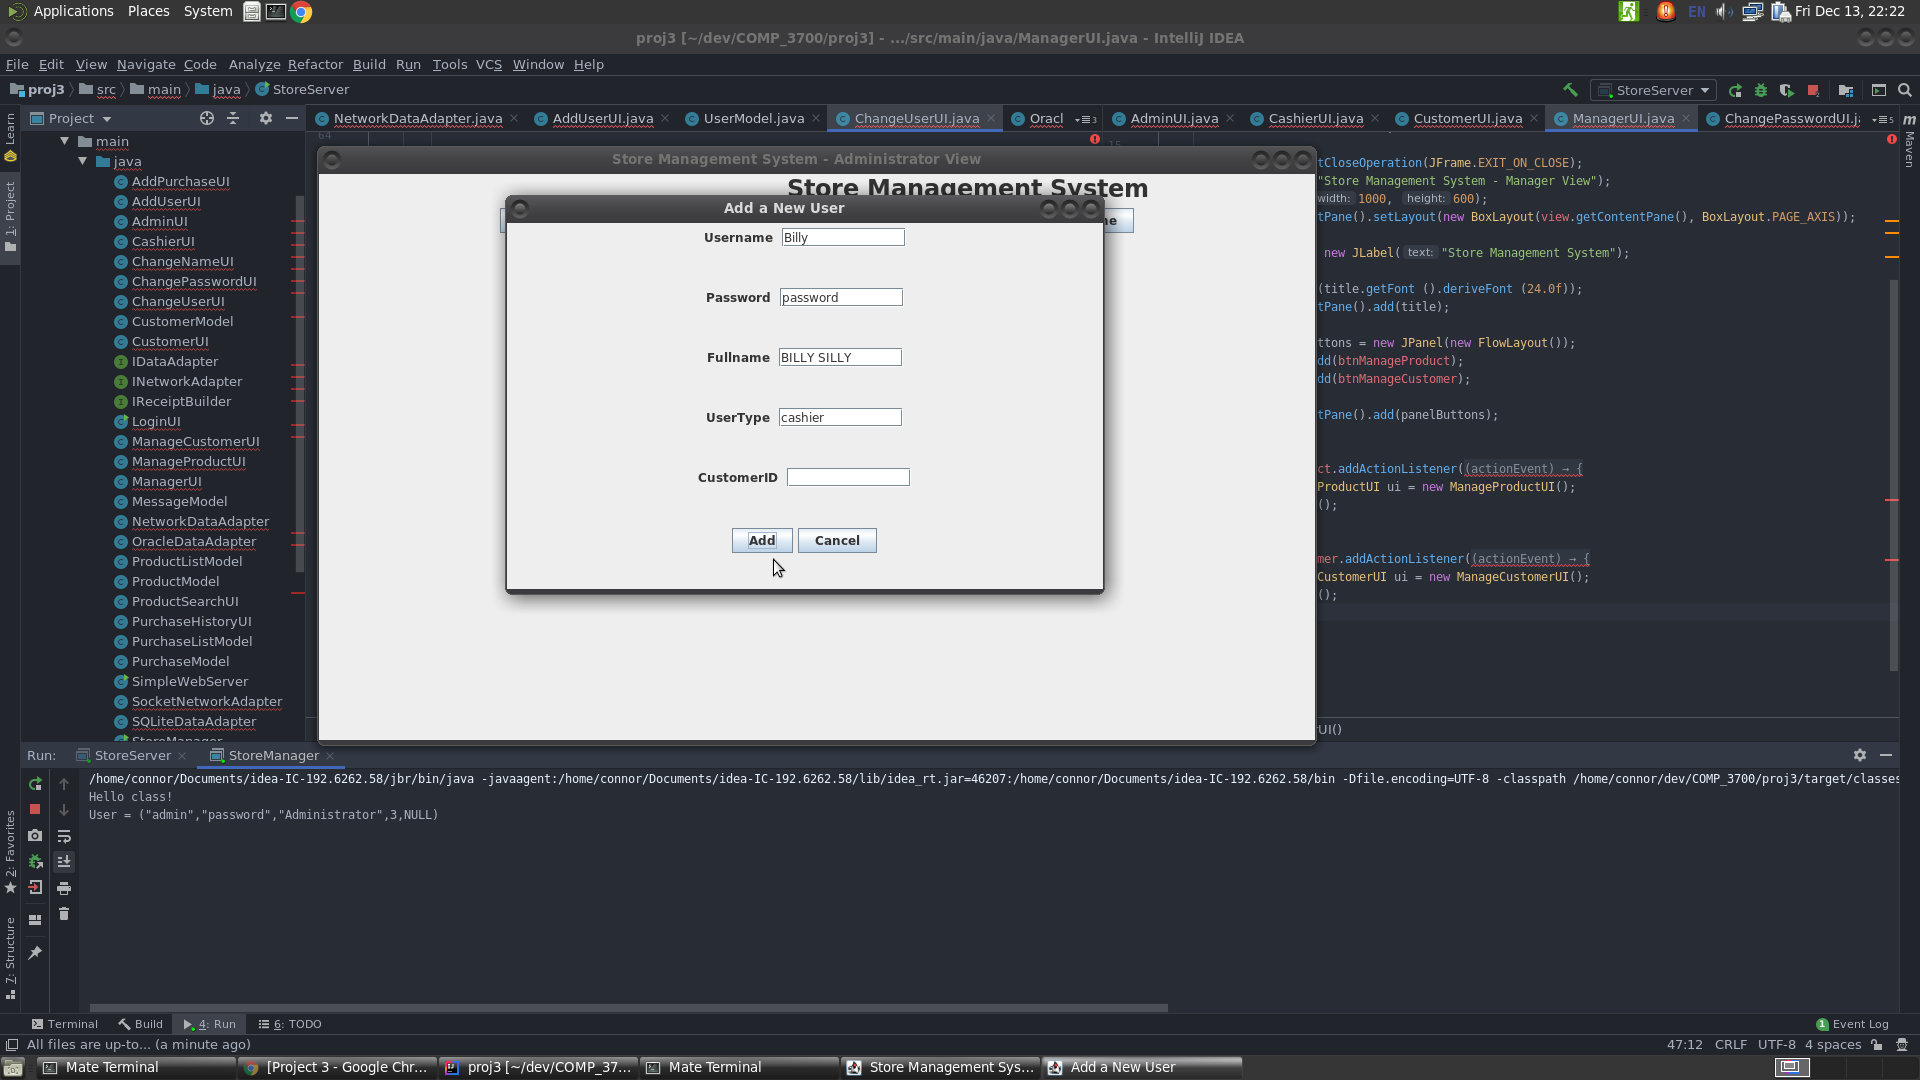 Applications Places System EN Fri Dec 13, 22:22
proj3 [~/dev/COMP_3700/proj3] - .../src/main/java/ManagerUI.java - IntelliJ IDEA
File Edit View Navigate Code Analyze Refactor Build Run Tools VCS Window Help
proj3 src main java StoreServer StoreServer
Project NetworkDataAdapter.java AddUserUI.java UserModel.java ChangeUserUI.java Oracl AdminUI.java CashierUI.java CustomerUI.java ManagerUI.java ChangePasswordUI.j
Learn
1: Project
Maven
main
java
AddPurchaseUI
AddUserUI
AdminUI
CashierUI
ChangeNameUI
ChangePasswordUI
ChangeUserUI
CustomerModel
CustomerUI
IDataAdapter
INetworkAdapter
IReceiptBuilder
LoginUI
ManageCustomerUI
ManageProductUI
ManagerUI
MessageModel
NetworkDataAdapter
OracleDataAdapter
ProductListModel
ProductModel
ProductSearchUI
PurchaseHistoryUI
PurchaseListModel
PurchaseModel
SimpleWebServer
SocketNetworkAdapter
SQLiteDataAdapter
StoreManager
64
15
Store Management System - Administrator View
Store Management System
ne
Add a New User
Username Billy
Password password
Fullname BILLY SILLY
UserType cashier
CustomerID
Add Cancel
tCloseOperation(JFrame.EXIT_ON_CLOSE);
"Store Management System - Manager View");
width: 1000, height: 600);
tPane().setLayout(new BoxLayout(view.getContentPane(), BoxLayout.PAGE_AXIS));
new JLabel( text: "Store Management System");
(title.getFont ().deriveFont (24.0f));
tPane().add(title);
ttons = new JPanel(new FlowLayout());
dd(btnManageProduct);
dd(btnManageCustomer);
tPane().add(panelButtons);
ct.addActionListener((actionEvent) → {
ProductUI ui = new ManageProductUI();
();
mer.addActionListener((actionEvent) → {
CustomerUI ui = new ManageCustomerUI();
();
UI()
Run: StoreServer StoreManager
/home/connor/Documents/idea-IC-192.6262.58/jbr/bin/java -javaagent:/home/connor/Documents/idea-IC-192.6262.58/lib/idea_rt.jar=46207:/home/connor/Documents/idea-IC-192.6262.58/bin -Dfile.encoding=UTF-8 -classpath /home/connor/dev/COMP_3700/proj3/target/classes
Hello class!
User = ("admin","password","Administrator",3,NULL)
2: Favorites
7: Structure
Terminal Build 4: Run 6: TODO 1 Event Log
All files are up-to... (a minute ago) 47:12 CRLF UTF-8 4 spaces
Mate Terminal [Project 3 - Google Chr... proj3 [~/dev/COMP_37... Mate Terminal Store Management Sys... Add a New User